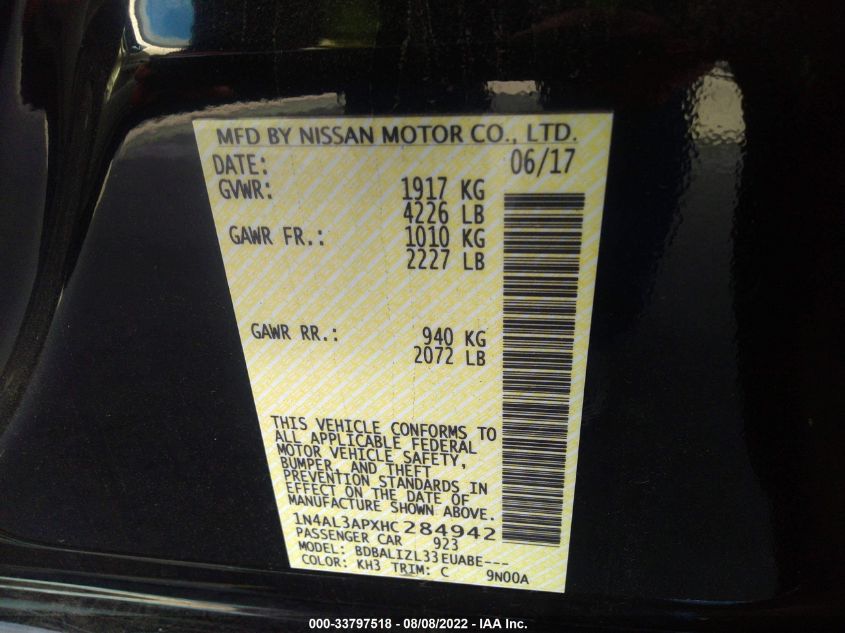 MFD BY NISSAN MOTOR CO., LTD.
DATE: 06/17
GVWR: 1917 KG
4226 LB
GAWR FR.: 1010 KG
2227 LB
GAWR RR.: 940 KG
2072 LB
THIS VEHICLE CONFORMS TO
ALL APPLICABLE FEDERAL
MOTOR VEHICLE SAFETY,
BUMPER, AND THEFT
PREVENTION STANDARDS IN
EFFECT ON THE DATE OF
MANUFACTURE SHOWN ABOVE.
1N4AL3APXHC284942
PASSENGER CAR 923
MODEL: BDBALIZL33EUABE---
COLOR: KH3 TRIM: C 9N00A
000-33797518 - 08/08/2022 - IAA Inc.